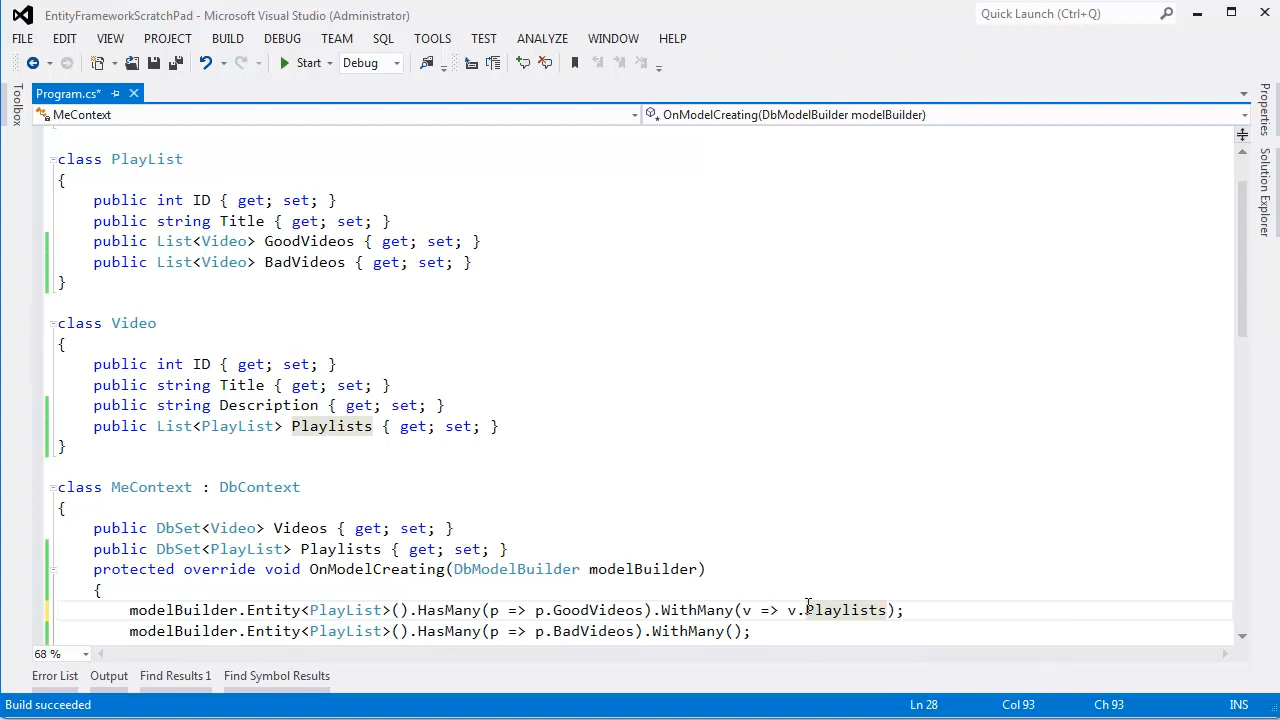 EntityFrameworkScratchPad - Microsoft Visual Studio (Administrator)
Quick Launch (Ctrl+Q)
FILE EDIT VIEW PROJECT BUILD DEBUG TEAM SQL TOOLS TEST ANALYZE WINDOW HELP
Start Debug
Toolbox
Program.cs*
Properties
Solution Explorer
MeContext OnModelCreating(DbModelBuilder modelBuilder)
class PlayList
{
public int ID { get; set; }
public string Title { get; set; }
public List<Video> GoodVideos { get; set; }
public List<Video> BadVideos { get; set; }
}
class Video
{
public int ID { get; set; }
public string Title { get; set; }
public string Description { get; set; }
public List<PlayList> Playlists { get; set; }
}
class MeContext : DbContext
{
public DbSet<Video> Videos { get; set; }
public DbSet<PlayList> Playlists { get; set; }
protected override void OnModelCreating(DbModelBuilder modelBuilder)
{
modelBuilder.Entity<PlayList>().HasMany(p => p.GoodVideos).WithMany(v => v.Playlists);
modelBuilder.Entity<PlayList>().HasMany(p => p.BadVideos).WithMany();
68 %
Error List Output Find Results 1 Find Symbol Results
Build succeeded Ln 28 Col 93 Ch 93 INS